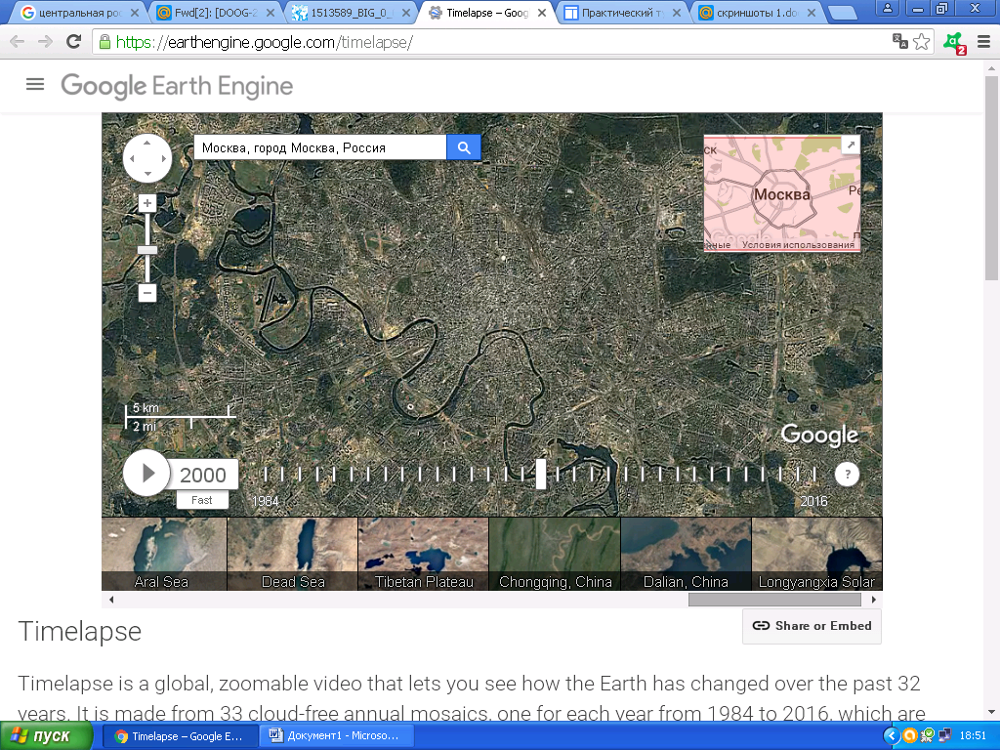 центральная рос
Fwd[2]: [DOOG-2
1513589_BIG_0_
Timelapse – Goog
Практический т
скриншоты 1.do
https://earthengine.google.com/timelapse/
2
Google Earth Engine
Москва, город Москва, Россия
ск
Москва
Ре
Google
нные Условия использования
5 km
2 mi
Google
2000
Fast
1984
2016
?
Aral Sea
Dead Sea
Tibetan Plateau
Chongqing, China
Dalian, China
Longyangxia Solar
Share or Embed
Timelapse
Timelapse is a global, zoomable video that lets you see how the Earth has changed over the past 32
years. It is made from 33 cloud-free annual mosaics, one for each year from 1984 to 2016, which are
пуск
Timelapse – Google E...
Документ1 - Microso...
18:51